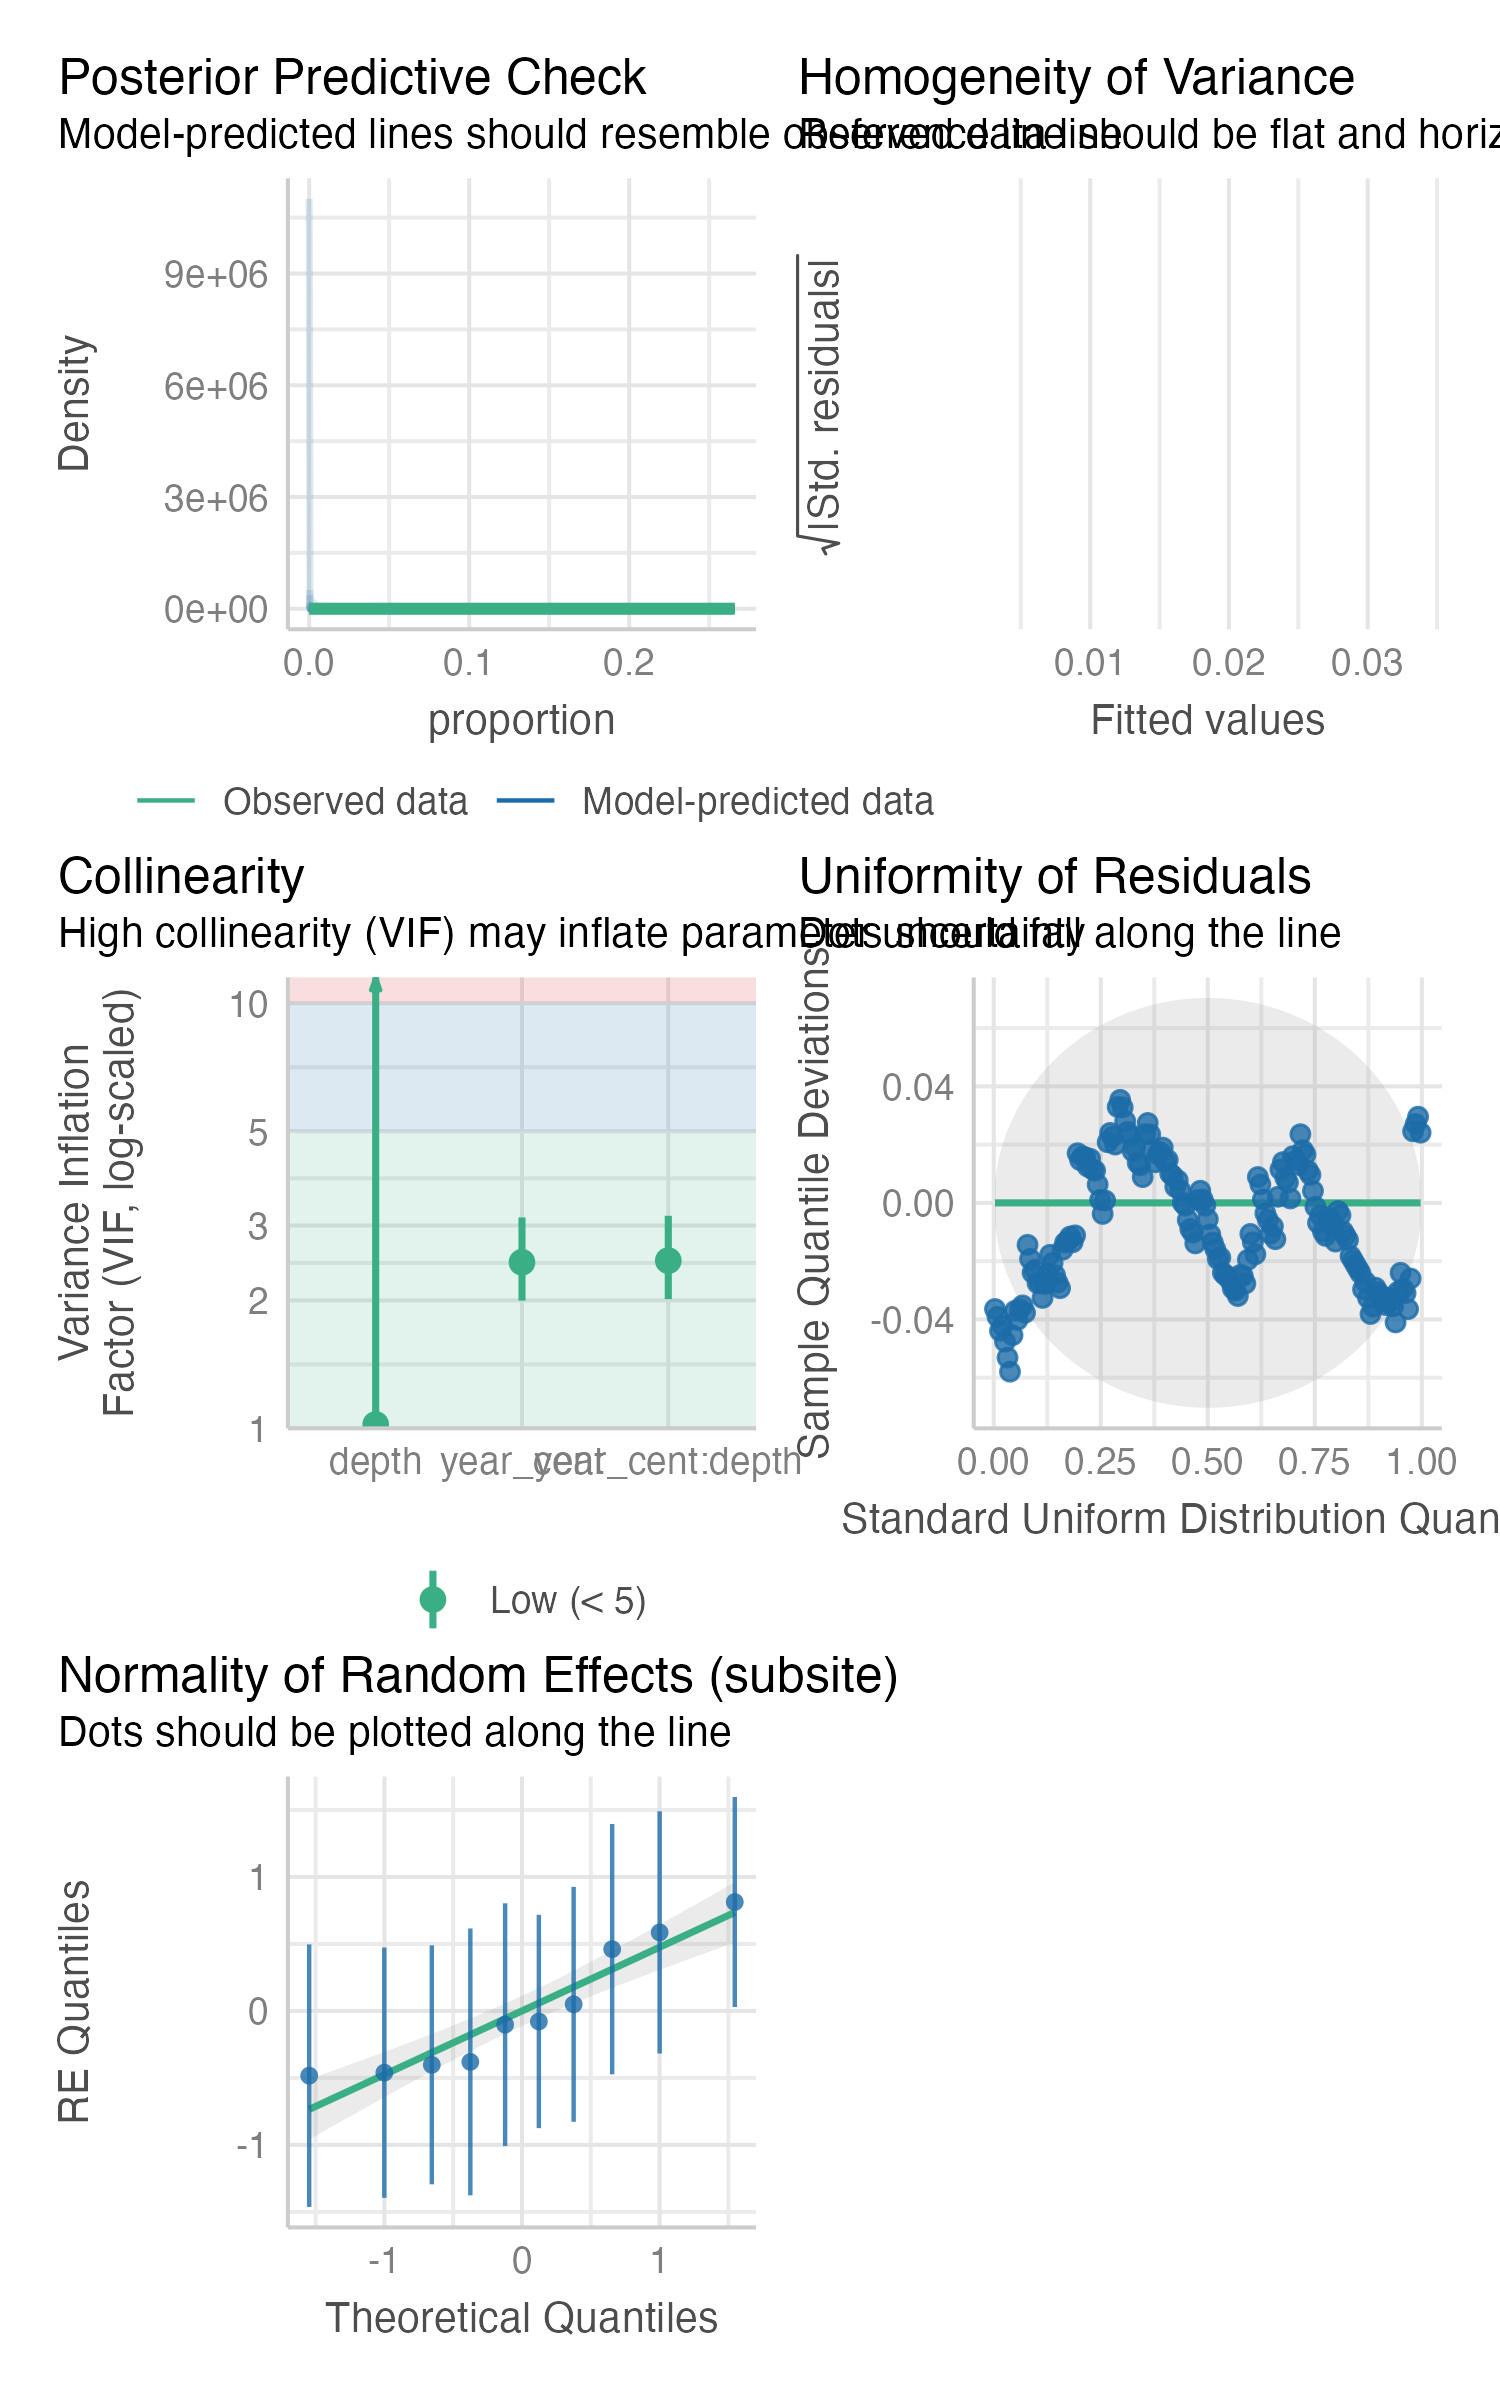 Posterior Predictive Check
Model-predicted lines should resemble observed data line
Density
9e+06
6e+06
3e+06
0e+00
0.0 0.1 0.2
proportion
Observed data Model-predicted data
Homogeneity of Variance
Reference line should be flat and horiz
√|Std. residuals|
0.01 0.02 0.03
Fitted values
Collinearity
High collinearity (VIF) may inflate parameter uncertainty
Variance Inflation
Factor (VIF, log-scaled)
10
5
3
2
1
depth year_cent year_cent:depth
Low (< 5)
Uniformity of Residuals
Dots should fall along the line
Sample Quantile Deviations
0.04
0.00
-0.04
0.00 0.25 0.50 0.75 1.00
Standard Uniform Distribution Quan
Normality of Random Effects (subsite)
Dots should be plotted along the line
RE Quantiles
1
0
-1
-1 0 1
Theoretical Quantiles